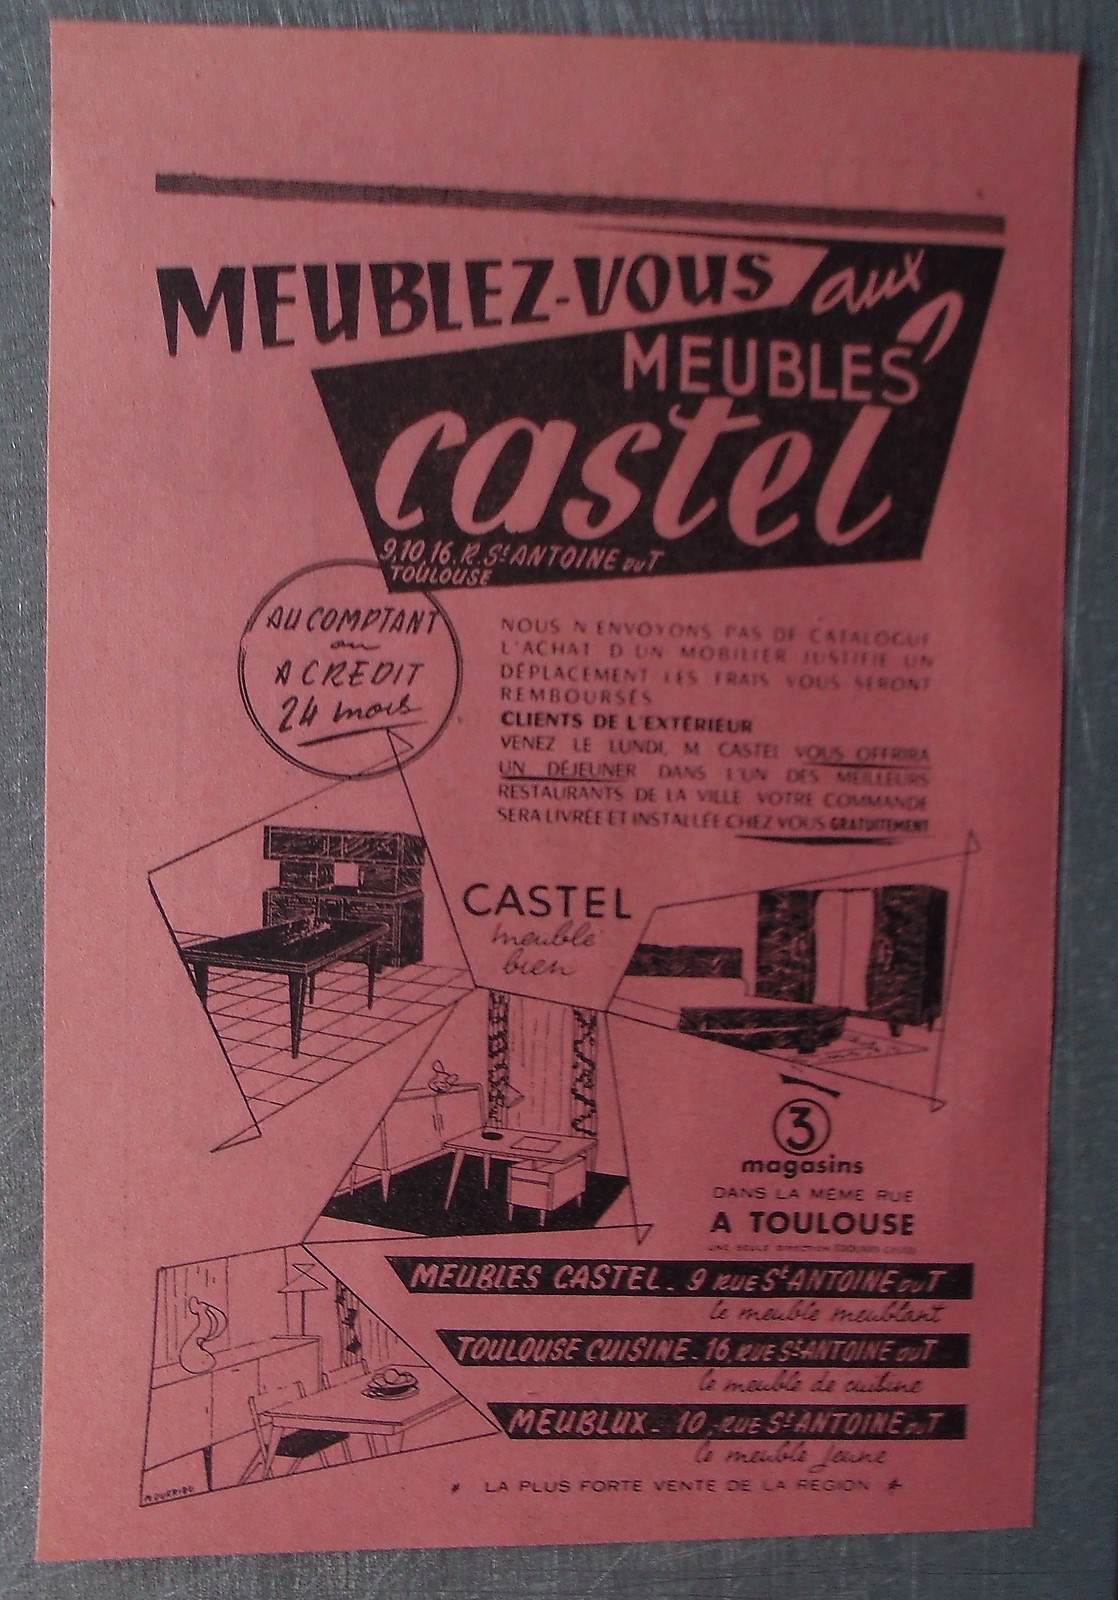 MEUBLEZ-VOUS aux
MEUBLES
castel
9,10,16.R.St ANTOINE DU T
TOULOUSE
AU COMPTANT
ou
A CREDIT
24 mois
NOUS N ENVOYONS PAS DE CATALOGUE
L'ACHAT D UN MOBILIER JUSTIFIE UN
DÉPLACEMENT LES FRAIS VOUS SERONT
REMBOURSÉS
CLIENTS DE L'EXTÉRIEUR
VENEZ LE LUNDI, M CASTEL VOUS OFFRIRA
UN DÉJEUNER DANS L'UN DES MEILLEURS
RESTAURANTS DE LA VILLE VOTRE COMMANDE
SERA LIVRÉE ET INSTALLÉE CHEZ VOUS GRATUITEMENT
CASTEL
meuble
bien
3
magasins
DANS LA MÊME RUE
A TOULOUSE
UNE SEULE DIRECTION
MEUBLES CASTEL - 9 RUE St ANTOINE DU T
le meuble meublant
TOULOUSE CUISINE - 16, RUE St ANTOINE DU T
le meuble de cuisine
MEUBLUX - 10, RUE St ANTOINE DU T
le meuble Jeune
* LA PLUS FORTE VENTE DE LA RÉGION *